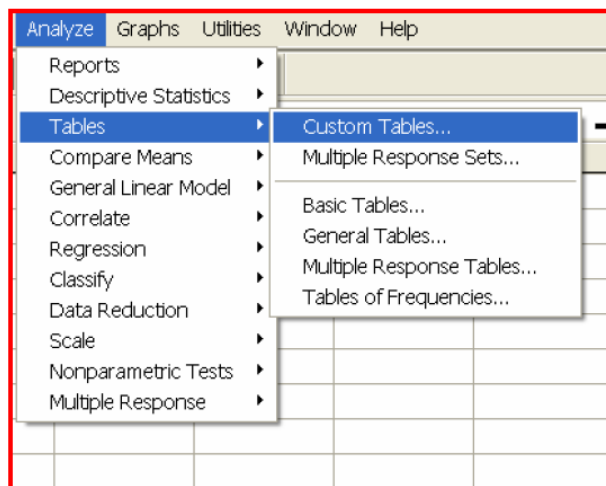 Analyze Graphs Utilities Window Help
Reports
Descriptive Statistics
Tables
Compare Means
General Linear Model
Correlate
Regression
Classify
Data Reduction
Scale
Nonparametric Tests
Multiple Response
Custom Tables...
Multiple Response Sets...
Basic Tables...
General Tables...
Multiple Response Tables...
Tables of Frequencies...